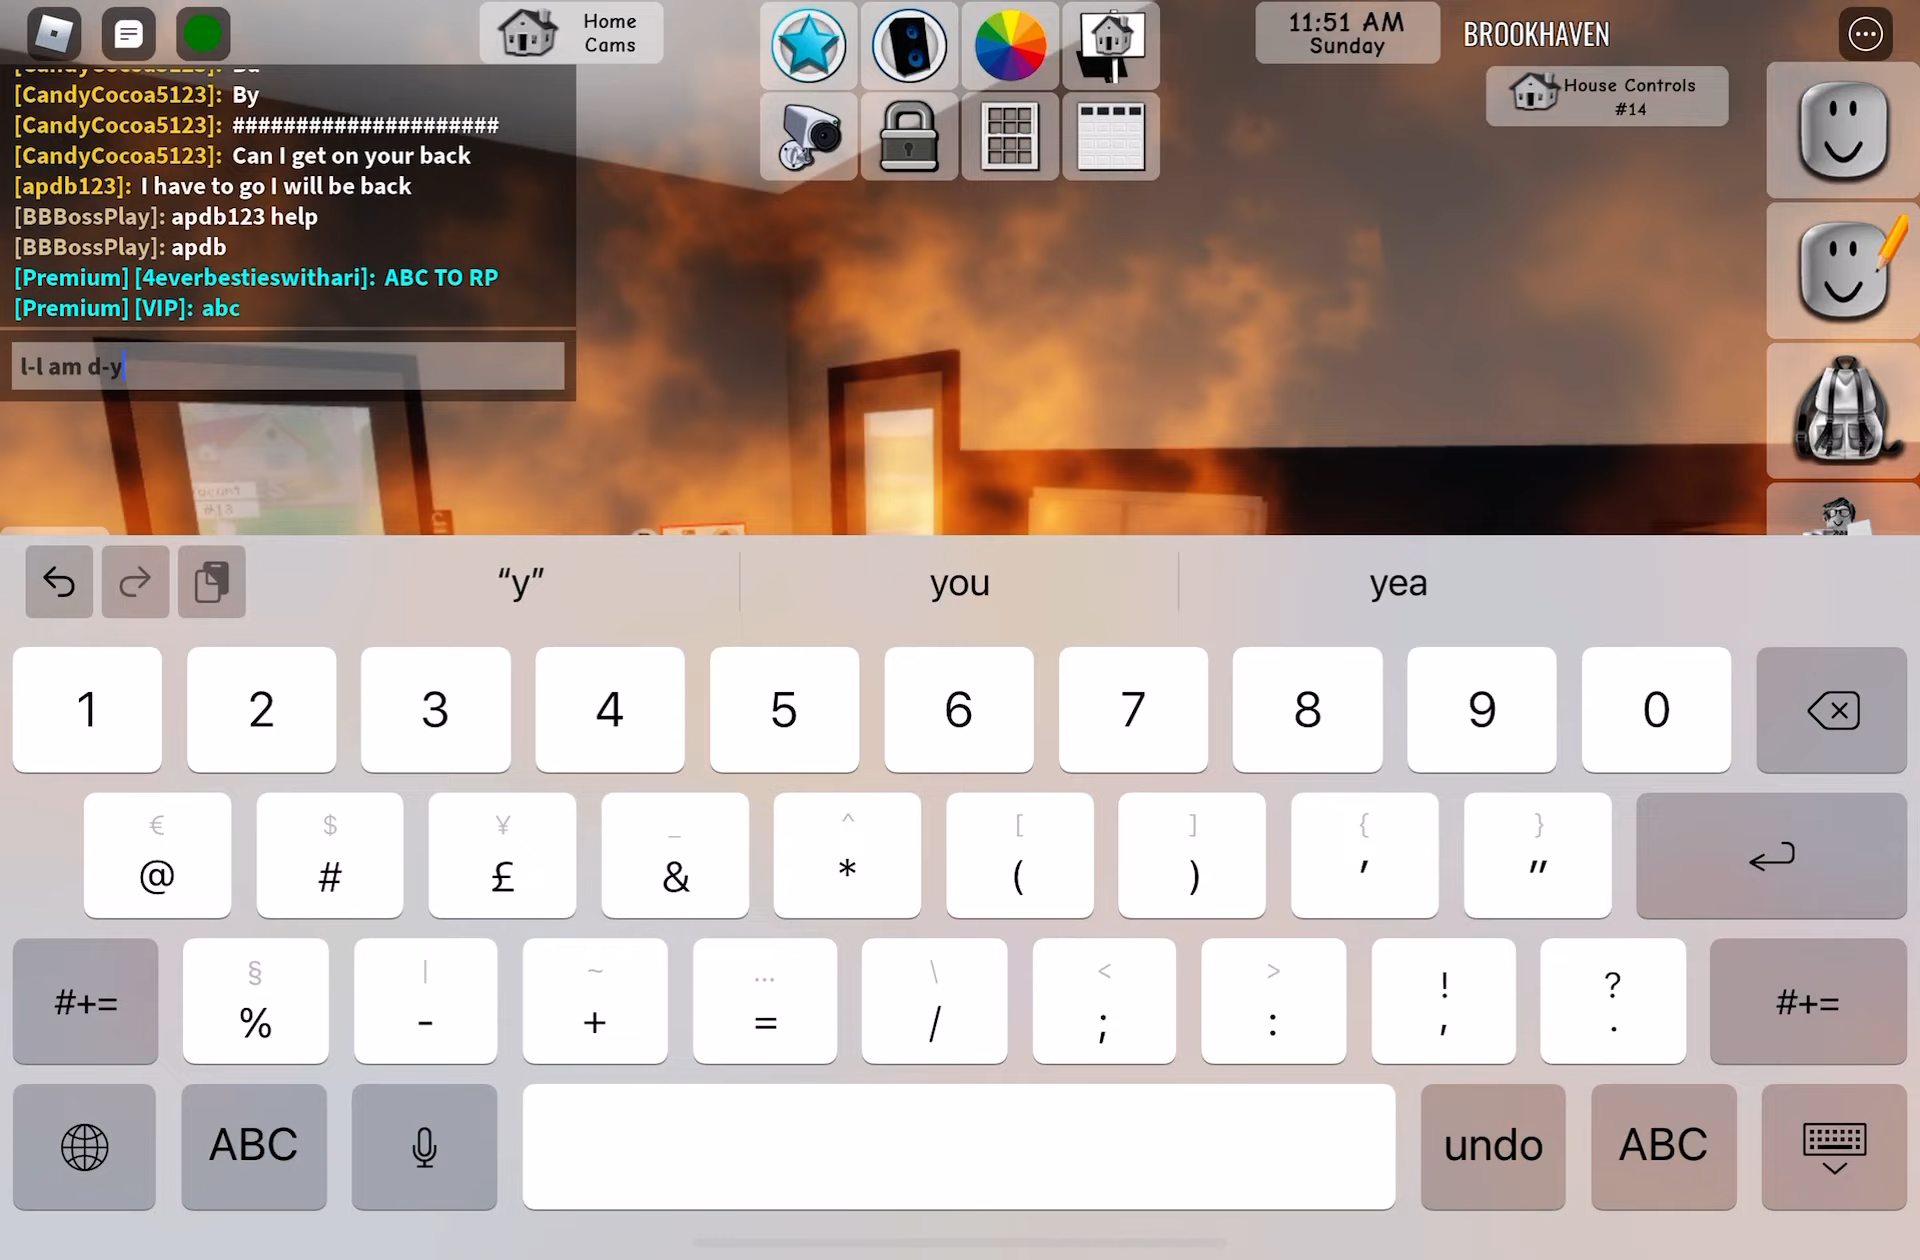 Home
Cams
11:51 AM
Sunday
BROOKHAVEN
House Controls
#14
[CandyCocoa5123]: By
[CandyCocoa5123]: #####################
[CandyCocoa5123]: Can I get on your back
[apdb123]: I have to go I will be back
[BBBossPlay]: apdb123 help
[BBBossPlay]: apdb
[Premium] [4everbestieswithari]: ABC TO RP
[Premium] [VIP]: abc
l-l am d-y
#13
“y” you yea
1 2 3 4 5 6 7 8 9 0
€ $ ¥ _ ^ [ ] { }
@ # £ & * ( ) ' "
§ | ~ … \ < > ! ?
#+= % - + = / ; : , . #+=
ABC undo ABC